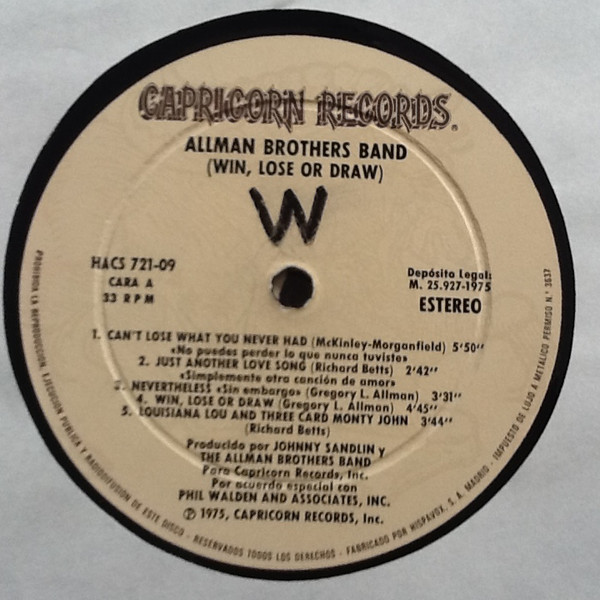 CAPRICORN RECORDS®
ALLMAN BROTHERS BAND
(WIN, LOSE OR DRAW)
W
HACS 721-09
CARA A
33 RPM
Depósito Legal:
M. 25.927-1975
ESTEREO
1. CAN'T LOSE WHAT YOU NEVER HAD (McKinley-Morganfield) 5'50''
«No puedes perder lo que nunca tuviste»
2. JUST ANOTHER LOVE SONG (Richard Betts) 2'42''
«Simplemente otra canción de amor»
3. NEVERTHELESS «Sin embargo» (Gregory L. Allman) 3'31''
4. WIN, LOSE OR DRAW (Gregory L. Allman) 4'45''
5. LOUISIANA LOU AND THREE CARD MONTY JOHN 3'44''
(Richard Betts)
Producido por JOHNNY SANDLIN Y
THE ALLMAN BROTHERS BAND
Para Capricorn Records, Inc.
Por acuerdo especial con
PHIL WALDEN AND ASSOCIATES, INC.
℗ 1975, CAPRICORN RECORDS, Inc.
PROHIBIDA LA REPRODUCCION, EJECUCION PUBLICA Y RADIODIFUSION DE ESTE DISCO - RESERVADOS TODOS LOS DERECHOS - FABRICADO POR HISPAVOX, S. A. MADRID - IMPUESTO DE LUJO A METALICO PERMISO N.º 3037